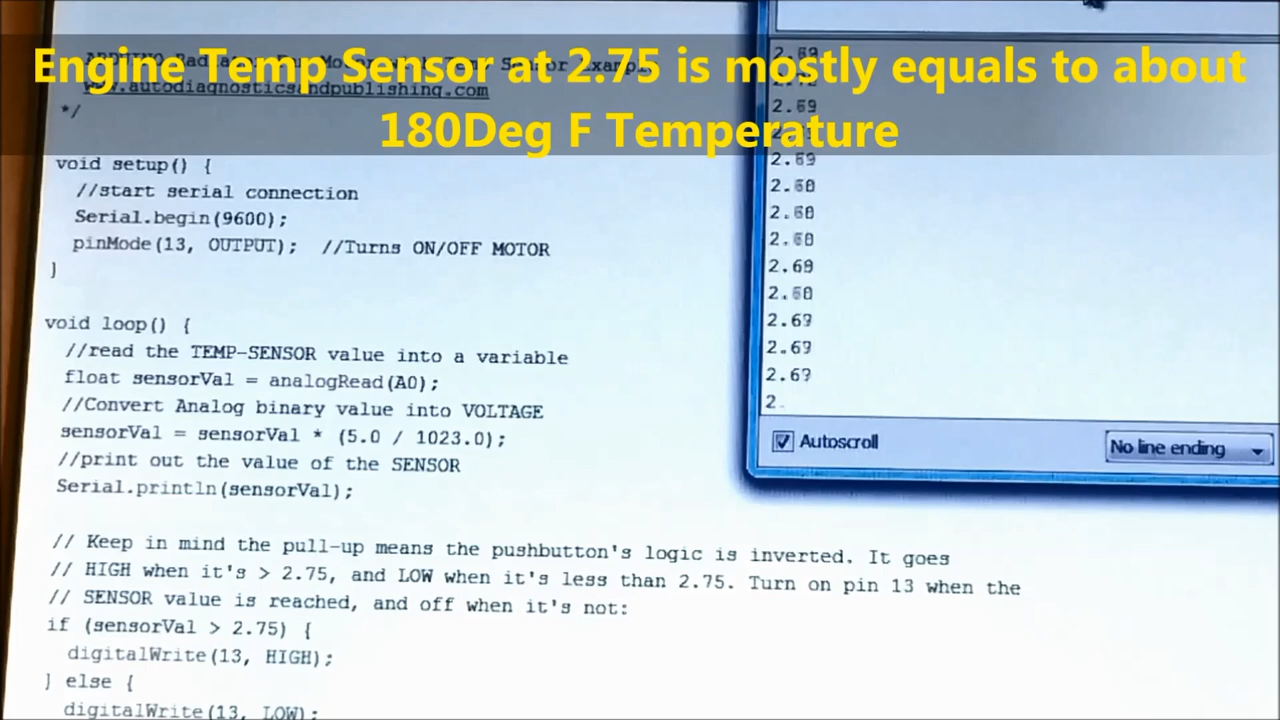 Engine Temp Sensor at 2.75 is mostly equals to about
180Deg F Temperature
www.autodiagnosticsandpublishing.com
*/
void setup() {
//start serial connection
Serial.begin(9600);
pinMode(13, OUTPUT); //Turns ON/OFF MOTOR
}
void loop() {
//read the TEMP-SENSOR value into a variable
float sensorVal = analogRead(A0);
//Convert Analog binary value into VOLTAGE
sensorVal = sensorVal * (5.0 / 1023.0);
//print out the value of the SENSOR
Serial.println(sensorVal);
// Keep in mind the pull-up means the pushbutton's logic is inverted. It goes
// HIGH when it's > 2.75, and LOW when it's less than 2.75. Turn on pin 13 when the
// SENSOR value is reached, and off when it's not:
if (sensorVal > 2.75) {
digitalWrite(13, HIGH);
} else {
digitalWrite(13, LOW);
2.69
2.69
2.69
2.69
2.69
2.69
2.69
2.
Autoscroll
No line ending